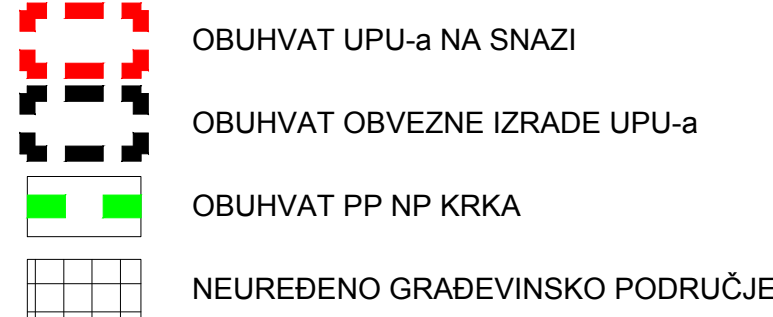 OBUHVAT UPU-a NA SNAZI
OBUHVAT OBVEZNE IZRADE UPU-a
OBUHVAT PP NP KRKA
NEUREĐENO GRAĐEVINSKO PODRUČJE